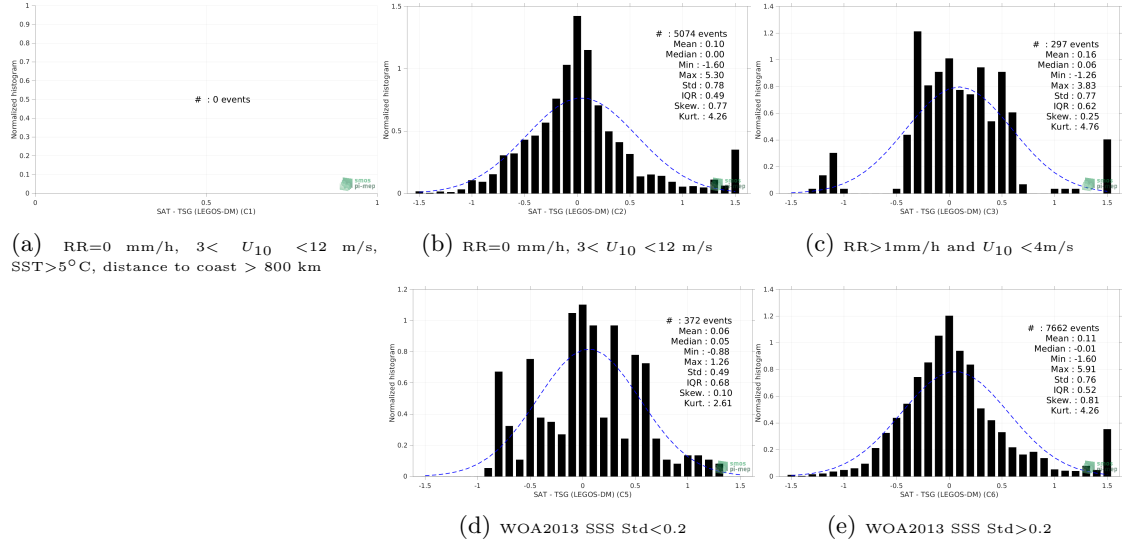 1
0.9
0.8
0.7
0.6
0.5
0.4
0.3
0.2
0.1
0
Normalized histogram
# : 0 events
smos
pi-mep
0 0.5 1
SAT - TSG (LEGOS-DM) (C1)
(a) RR=0 mm/h, 3< U10 <12 m/s,
SST>5°C, distance to coast > 800 km
1.5
1
0.5
0
Normalized histogram
# : 5074 events
Mean : 0.10
Median : 0.00
Min : -1.60
Max : 5.30
Std : 0.78
IQR : 0.49
Skew. : 0.77
Kurt. : 4.26
smos
pi-mep
-1.5 -1 -0.5 0 0.5 1 1.5
SAT - TSG (LEGOS-DM) (C2)
(b) RR=0 mm/h, 3< U10 <12 m/s
1.4
1.2
1
0.8
0.6
0.4
0.2
0
Normalized histogram
# : 297 events
Mean : 0.16
Median : 0.06
Min : -1.26
Max : 3.83
Std : 0.77
IQR : 0.62
Skew. : 0.25
Kurt. : 4.76
smos
pi-mep
-1.5 -1 -0.5 0 0.5 1 1.5
SAT - TSG (LEGOS-DM) (C3)
(c) RR>1mm/h and U10 <4m/s
1.2
1
0.8
0.6
0.4
0.2
0
Normalized histogram
# : 372 events
Mean : 0.06
Median : 0.05
Min : -0.88
Max : 1.26
Std : 0.49
IQR : 0.68
Skew. : 0.10
Kurt. : 2.61
smos
pi-mep
-1.5 -1 -0.5 0 0.5 1 1.5
SAT - TSG (LEGOS-DM) (C5)
(d) WOA2013 SSS Std<0.2
1.4
1.2
1
0.8
0.6
0.4
0.2
0
Normalized histogram
# : 7662 events
Mean : 0.11
Median : -0.01
Min : -1.60
Max : 5.91
Std : 0.76
IQR : 0.52
Skew. : 0.81
Kurt. : 4.26
smos
pi-mep
-1.5 -1 -0.5 0 0.5 1 1.5
SAT - TSG (LEGOS-DM) (C6)
(e) WOA2013 SSS Std>0.2